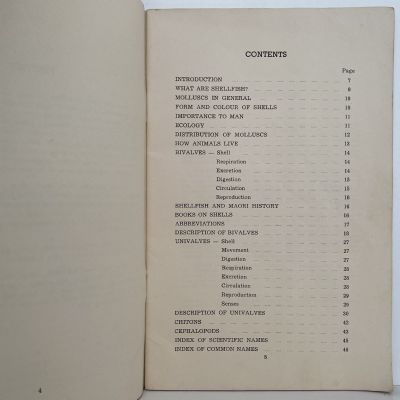 4
CONTENTS
Page
INTRODUCTION 7
WHAT ARE SHELLFISH? 8
MOLLUSCS IN GENERAL 10
FORM AND COLOUR OF SHELLS 10
IMPORTANCE TO MAN 11
ECOLOGY 11
DISTRIBUTION OF MOLLUSCS 12
HOW ANIMALS LIVE 13
BIVALVES — Shell 14
Respiration 14
Excretion 14
Digestion 15
Circulation 15
Reproduction 16
SHELLFISH AND MAORI HISTORY 16
BOOKS ON SHELLS 16
ABBREVIATIONS 17
DESCRIPTION OF BIVALVES 18
UNIVALVES — Shell 27
Movement 27
Digestion 27
Respiration 28
Excretion 28
Circulation 28
Reproduction 29
Senses 29
DESCRIPTION OF UNIVALVES 30
CHITONS 42
CEPHALOPODS 43
INDEX OF SCIENTIFIC NAMES 45
INDEX OF COMMON NAMES 46
5